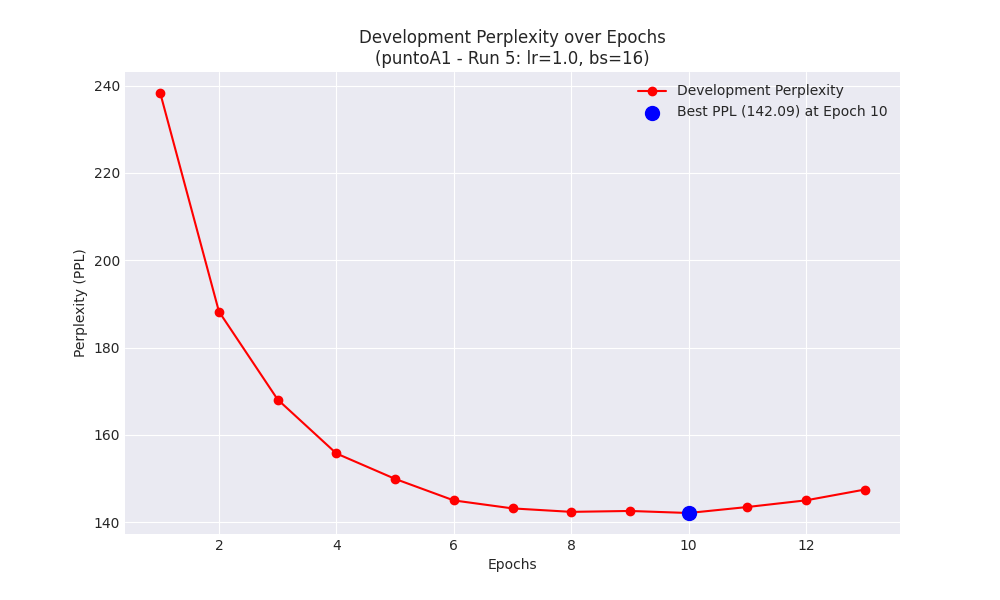 Development Perplexity over Epochs
(puntoA1 - Run 5: lr=1.0, bs=16)
Development Perplexity
Best PPL (142.09) at Epoch 10
Perplexity (PPL)
240
220
200
180
160
140
2 4 6 8 10 12
Epochs